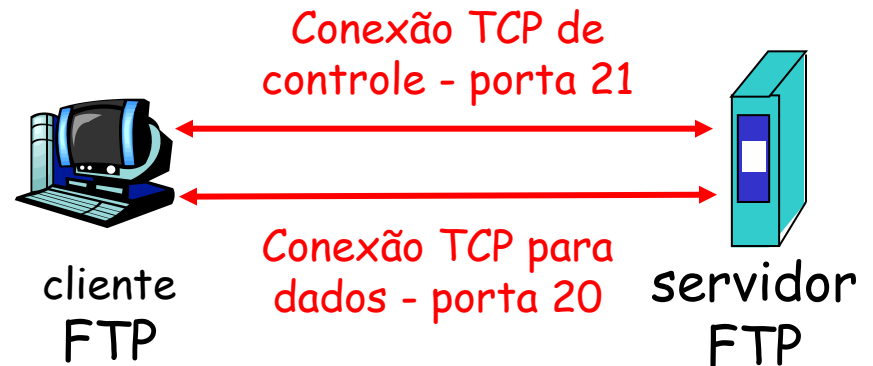 Conexão TCP de
controle - porta 21
Conexão TCP para
dados - porta 20
cliente
FTP
servidor
FTP